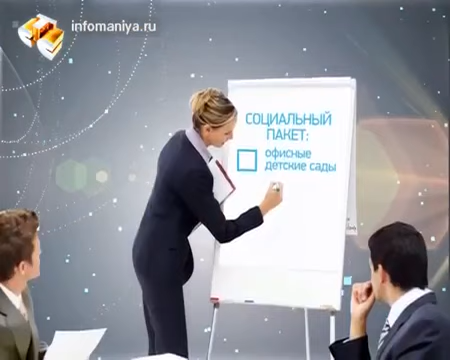 infomaniya.ru
СОЦИАЛЬНЫЙ
ПАКЕТ:
офисные
детские сады